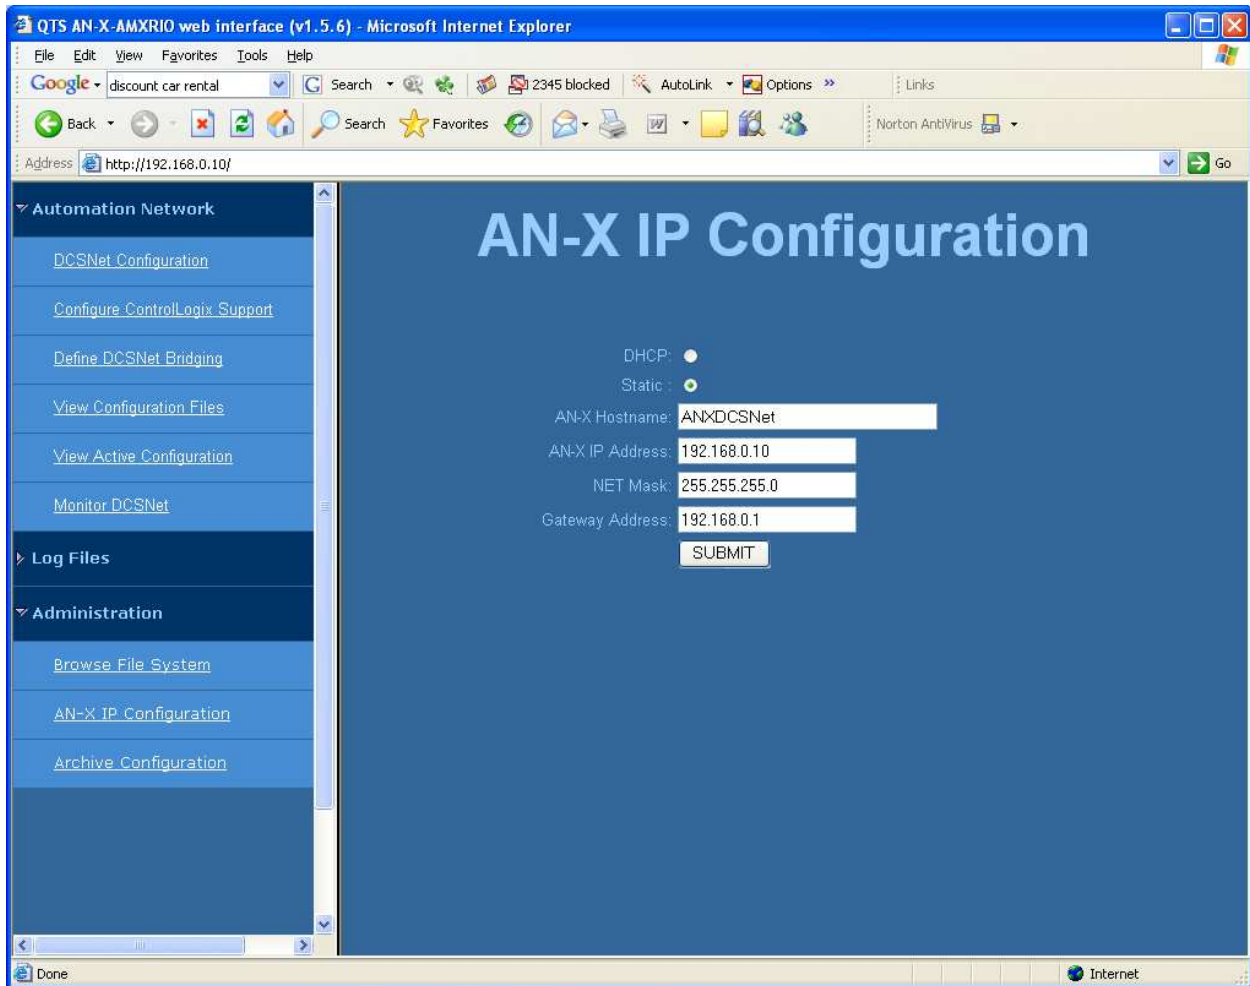 QTS AN-X-AMXRIO web interface (v1.5.6) - Microsoft Internet Explorer
File Edit View Favorites Tools Help
Google discount car rental G Search 2345 blocked AutoLink Options » Links
Back Search Favorites Norton AntiVirus
Address http://192.168.0.10/ Go
Automation Network
DCSNet Configuration
Configure ControlLogix Support
Define DCSNet Bridging
View Configuration Files
View Active Configuration
Monitor DCSNet
Log Files
Administration
Browse File System
AN-X IP Configuration
Archive Configuration
AN-X IP Configuration
DHCP:
Static :
AN-X Hostname: ANXDCSNet
AN-X IP Address: 192.168.0.10
NET Mask: 255.255.255.0
Gateway Address: 192.168.0.1
SUBMIT
Done Internet